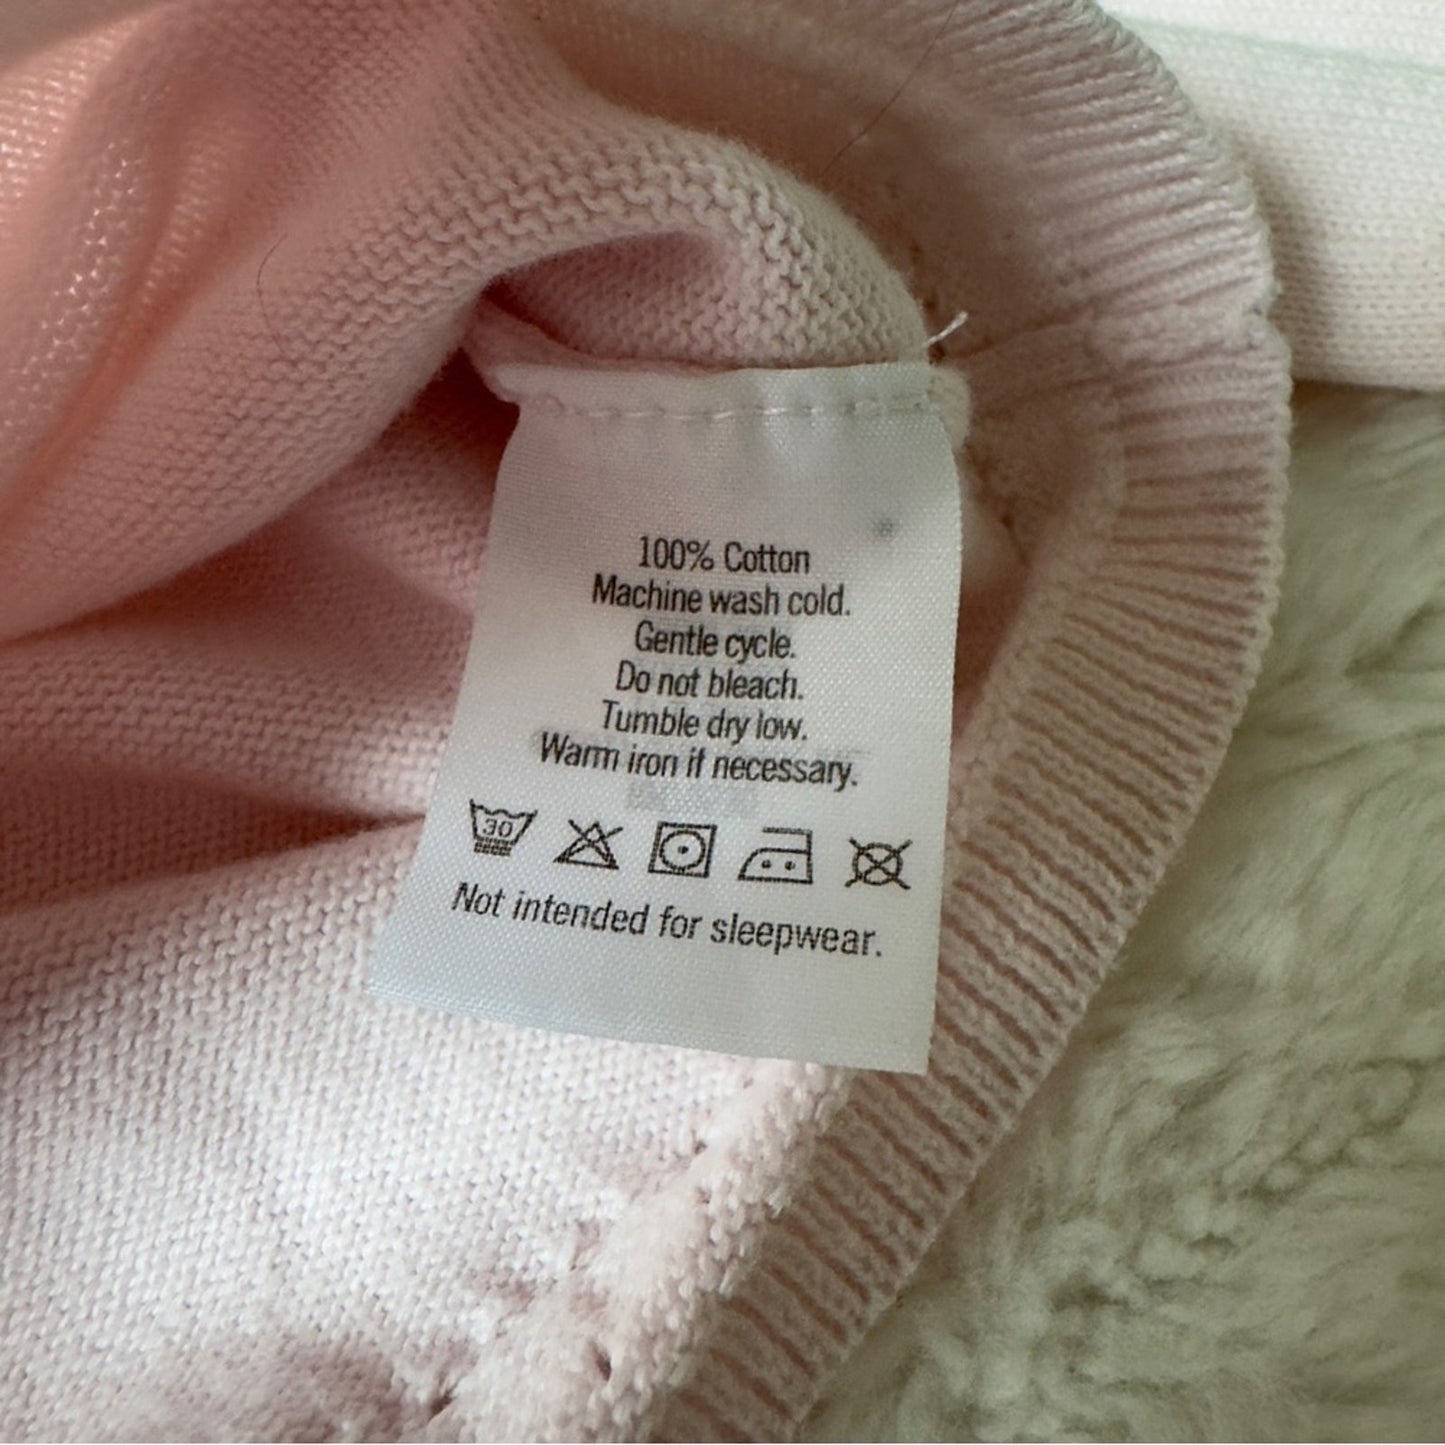 100% Cotton
Machine wash cold.
Gentle cycle.
Do not bleach.
Tumble dry low.
Warm iron if necessary.
30
Not intended for sleepwear.